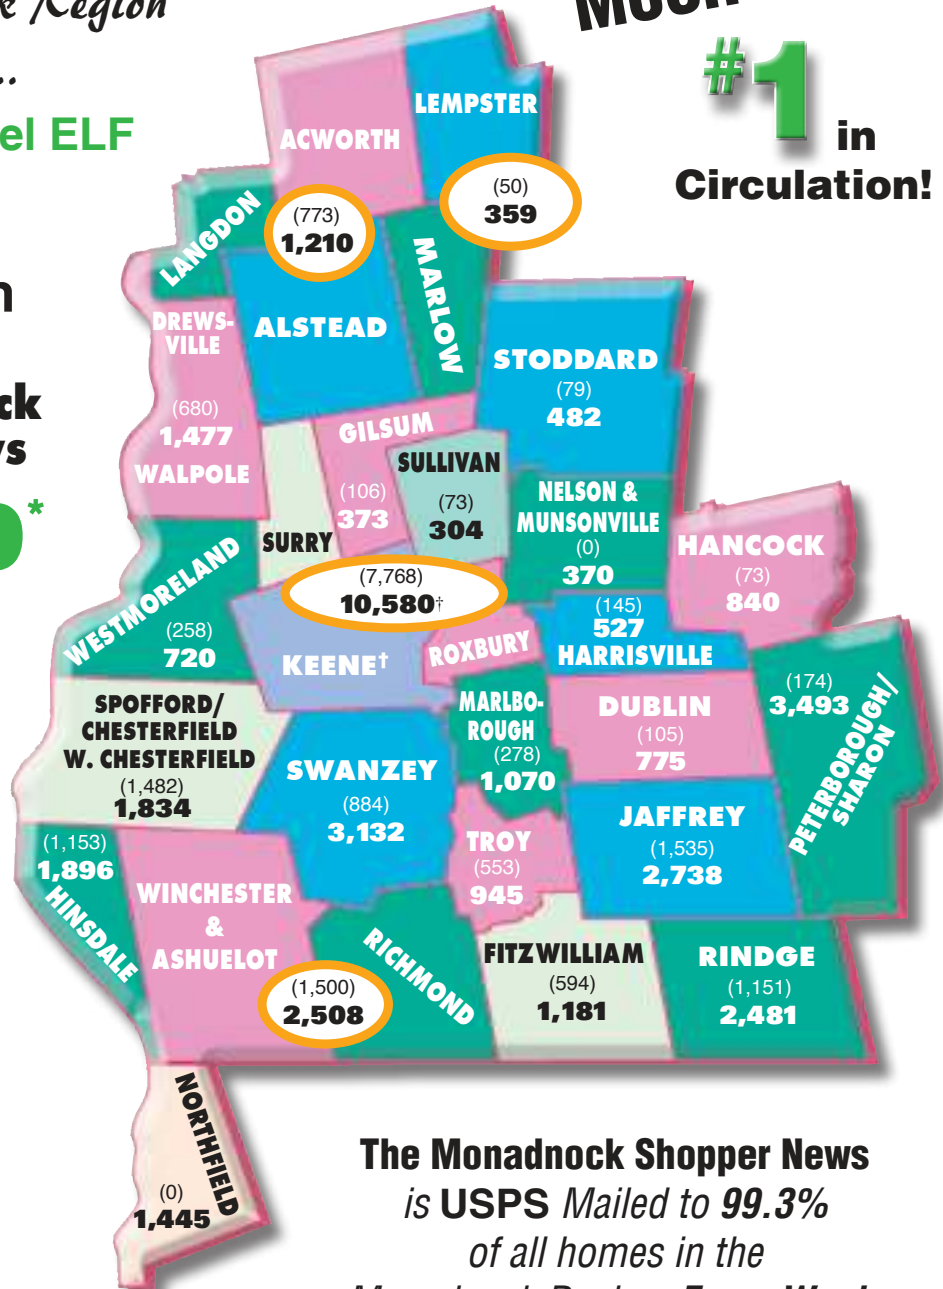 Region
MUCH
..
el ELF
#1 in
Circulation!
LEMPSTER
(50)
359
ACWORTH
LANGDON
(773)
1,210
MARLOW
DREWS-
VILLE
ALSTEAD
(680)
1,477
WALPOLE
STODDARD
(79)
482
GILSUM
(106)
373
SULLIVAN
(73)
304
SURRY
NELSON &
MUNSONVILLE
(0)
370
HANCOCK
(73)
840
WESTMORELAND
(258)
720
(7,768)
10,580†
KEENE†
ROXBURY
(145)
527
HARRISVILLE
(174)
3,493
PETERBOROUGH/
SHARON
SPOFFORD/
CHESTERFIELD
W. CHESTERFIELD
(1,482)
1,834
SWANZEY
(884)
3,132
MARLBO-
ROUGH
(278)
1,070
DUBLIN
(105)
775
JAFFREY
(1,535)
2,738
TROY
(553)
945
(1,153)
1,896
HINSDALE
WINCHESTER
&
ASHUELOT
(1,500)
2,508
RICHMOND
FITZWILLIAM
(594)
1,181
RINDGE
(1,151)
2,481
NORTHFIELD
(0)
1,445
The Monadnock Shopper News
is USPS Mailed to 99.3%
of all homes in the